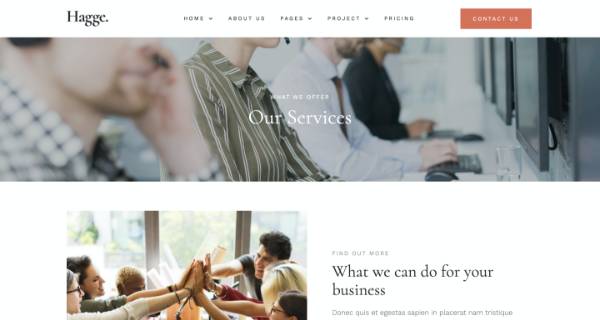 Hagge.
HOME ABOUT US PAGES PROJECT PRICING
CONTACT US
WHAT WE OFFER
Our Services
FIND OUT MORE
What we can do for your
business
Donec quis et egestas sapien in placerat nam tristique